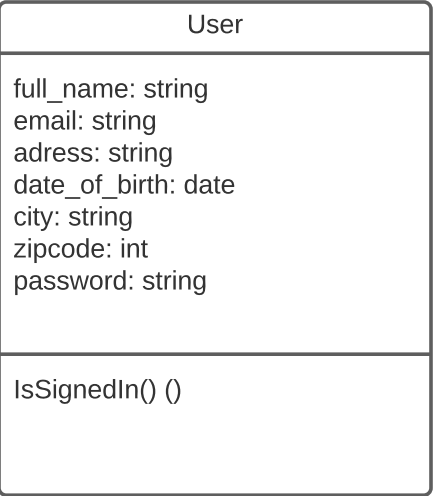 User
full_name: string
email: string
adress: string
date_of_birth: date
city: string
zipcode: int
password: string
IsSignedIn() ()